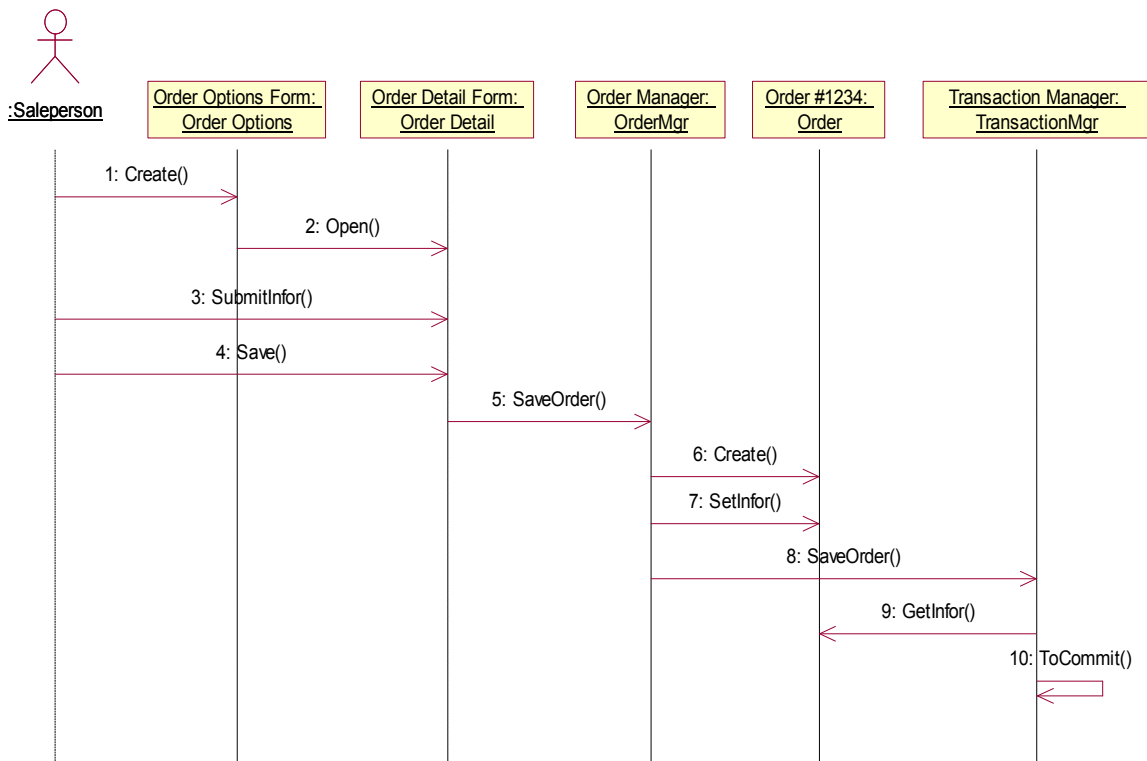 :Saleperson
Order Options Form:
Order Options
Order Detail Form:
Order Detail
Order Manager:
OrderMgr
Order #1234:
Order
Transaction Manager:
TransactionMgr
1: Create()
2: Open()
3: SubmitInfor()
4: Save()
5: SaveOrder()
6: Create()
7: SetInfor()
8: SaveOrder()
9: GetInfor()
10: ToCommit()